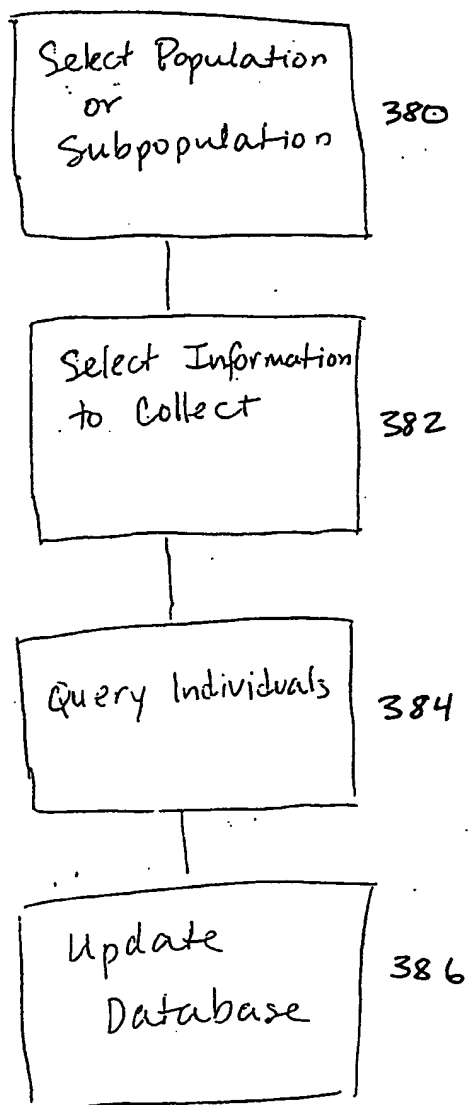 Select Population
or
Subpopulation
380
Select Information
to Collect
382
Query Individuals
384
Update
Database
386